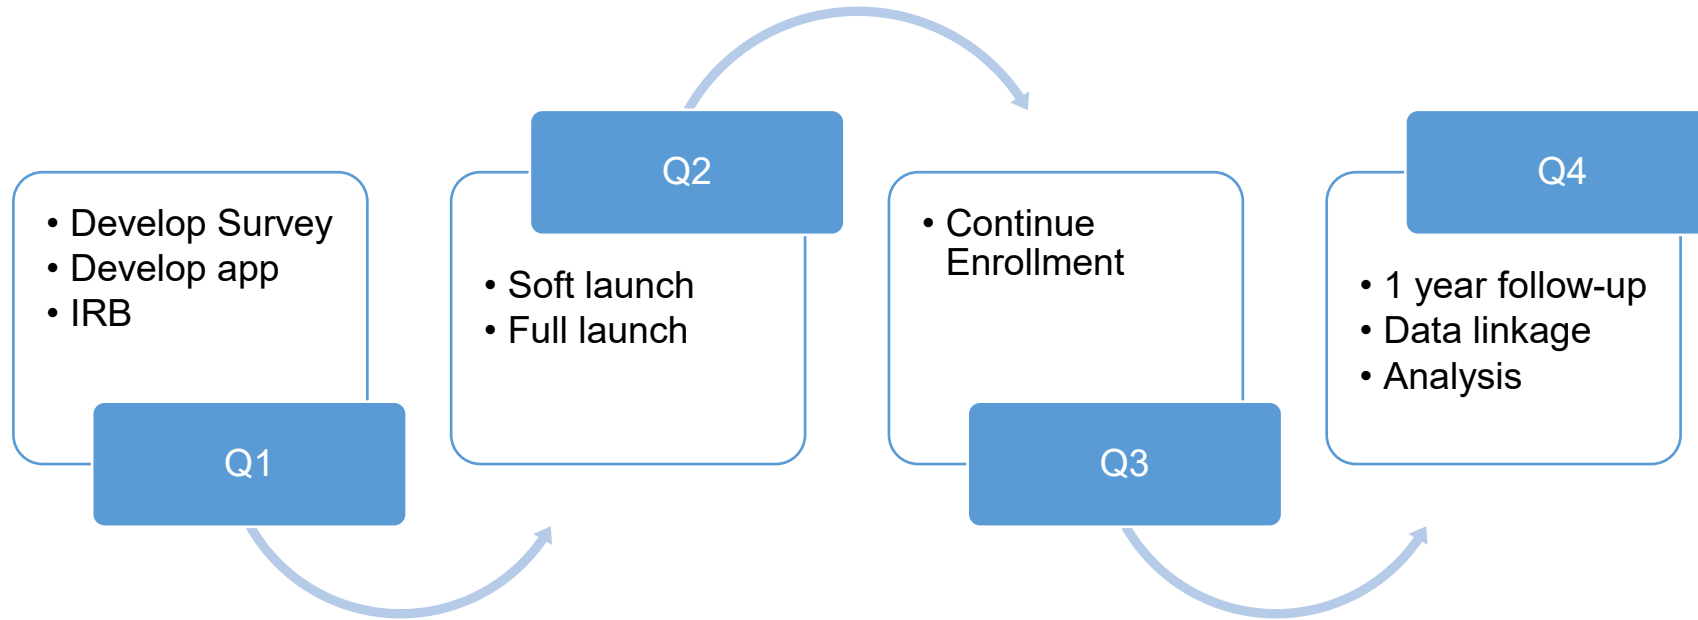 • Develop Survey
• Develop app
• IRB
Q1
Q2
• Soft launch
• Full launch
• Continue
Enrollment
Q3
Q4
• 1 year follow-up
• Data linkage
• Analysis